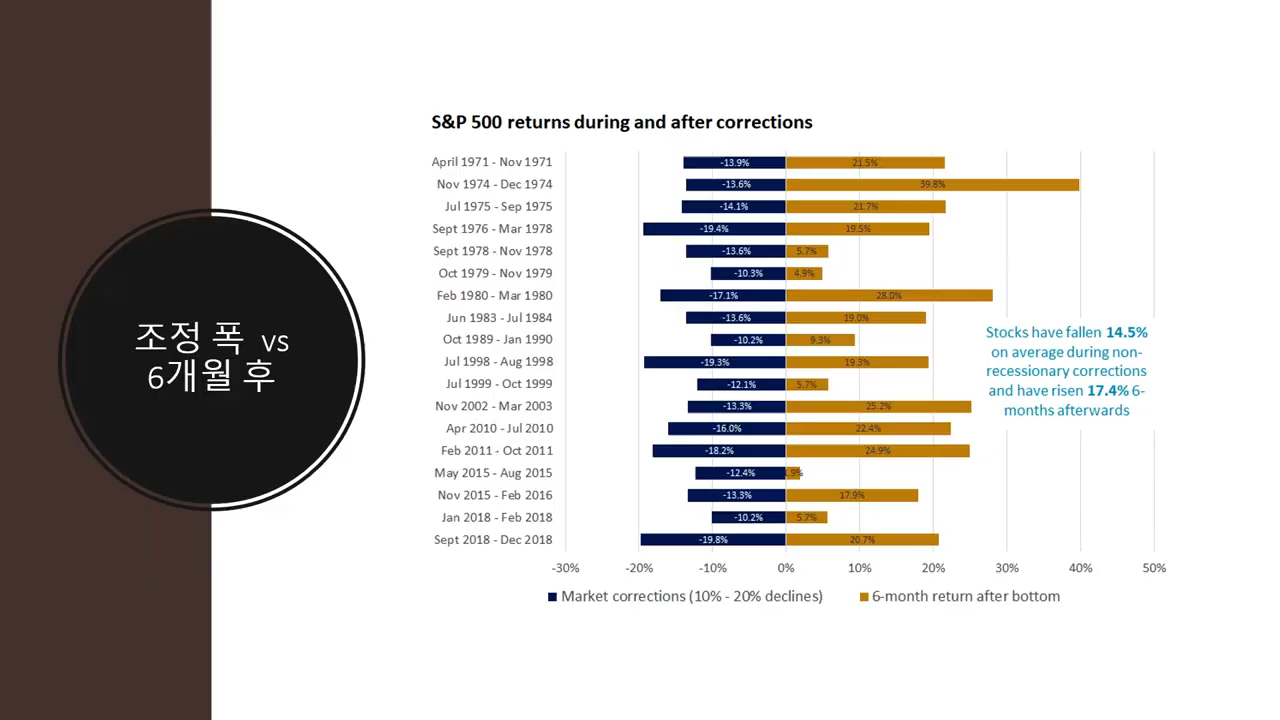 조정 폭 vs
6개월 후
S&P 500 returns during and after corrections
April 1971 - Nov 1971 -13.9% 21.5%
Nov 1974 - Dec 1974 -13.6% 39.8%
Jul 1975 - Sep 1975 -14.1% 21.7%
Sept 1976 - Mar 1978 -19.4% 19.5%
Sept 1978 - Nov 1978 -13.6% 5.7%
Oct 1979 - Nov 1979 -10.3% 4.9%
Feb 1980 - Mar 1980 -17.1% 28.0%
Jun 1983 - Jul 1984 -13.6% 19.0%
Oct 1989 - Jan 1990 -10.2% 9.3%
Jul 1998 - Aug 1998 -19.3% 19.3%
Jul 1999 - Oct 1999 -12.1% 5.7%
Nov 2002 - Mar 2003 -13.3% 25.2%
Apr 2010 - Jul 2010 -16.0% 22.4%
Feb 2011 - Oct 2011 -18.2% 24.9%
May 2015 - Aug 2015 -12.4%
Nov 2015 - Feb 2016 -13.3% 17.9%
Jan 2018 - Feb 2018 -10.2% 5.7%
Sept 2018 - Dec 2018 -19.8% 20.7%
Stocks have fallen 14.5%
on average during non-
recessionary corrections
and have risen 17.4% 6-
months afterwards
-30% -20% -10% 0% 10% 20% 30% 40% 50%
Market corrections (10% - 20% declines) 6-month return after bottom